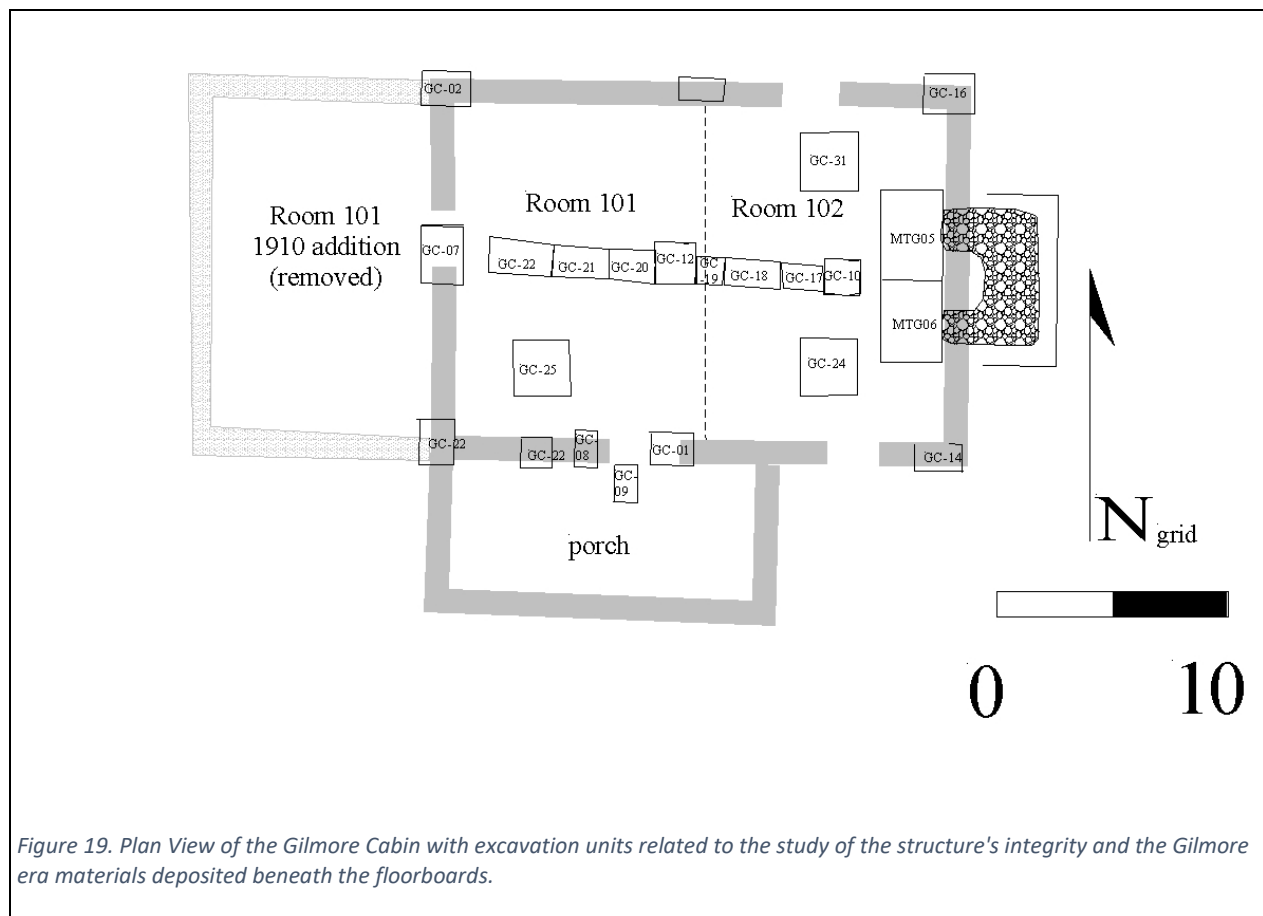 GC-02
GC-16
GC-31
Room 101
Room 102
Room 101
1910 addition
(removed)
GC-07
GC-22
GC-21
GC-20
GC-12
GC
-19
GC-18
GC-17
GC-10
MTG05
MTG06
GC-25
GC-24
GC-22
GC-22
GC-
08
GC-01
GC-14
GC-
09
porch
N grid
0 10
Figure 19. Plan View of the Gilmore Cabin with excavation units related to the study of the structure's integrity and the Gilmore
era materials deposited beneath the floorboards.